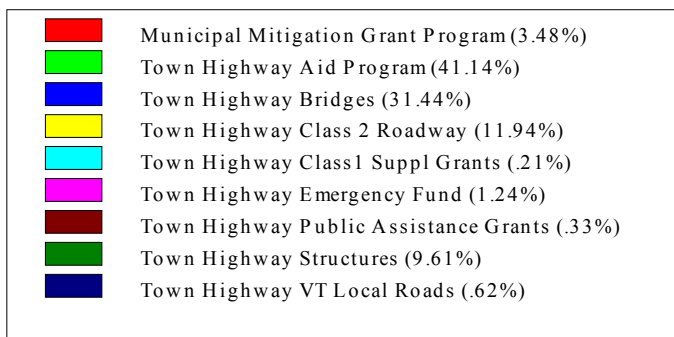 Municipal Mitigation Grant Program (3.48%)
Town Highway Aid Program (41.14%)
Town Highway Bridges (31.44%)
Town Highway Class 2 Roadway (11.94%)
Town Highway Class1 Suppl Grants (.21%)
Town Highway Emergency Fund (1.24%)
Town Highway Public Assistance Grants (.33%)
Town Highway Structures (9.61%)
Town Highway VT Local Roads (.62%)